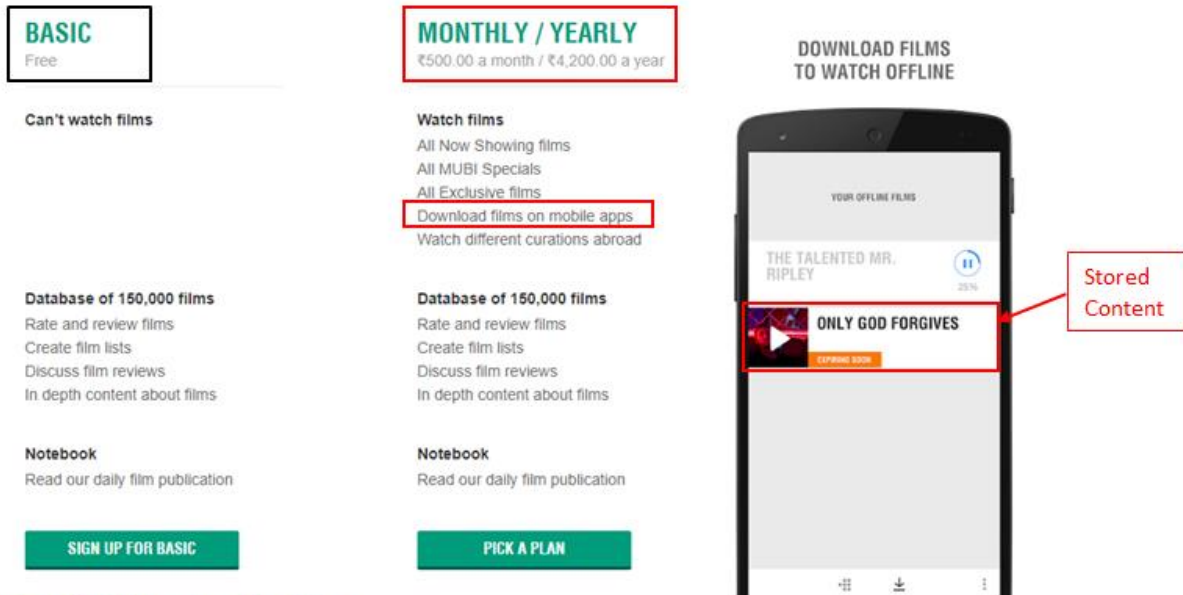 BASIC
Free
Can't watch films
Database of 150,000 films
Rate and review films
Create film lists
Discuss film reviews
In depth content about films
Notebook
Read our daily film publication
SIGN UP FOR BASIC
MONTHLY / YEARLY
₹500.00 a month / ₹4,200.00 a year
Watch films
All Now Showing films
All MUBI Specials
All Exclusive films
Download films on mobile apps
Watch different curations abroad
Database of 150,000 films
Rate and review films
Create film lists
Discuss film reviews
In depth content about films
Notebook
Read our daily film publication
PICK A PLAN
DOWNLOAD FILMS
TO WATCH OFFLINE
YOUR OFFLINE FILMS
THE TALENTED MR.
RIPLEY
25%
ONLY GOD FORGIVES
EXPIRING SOON
Stored
Content